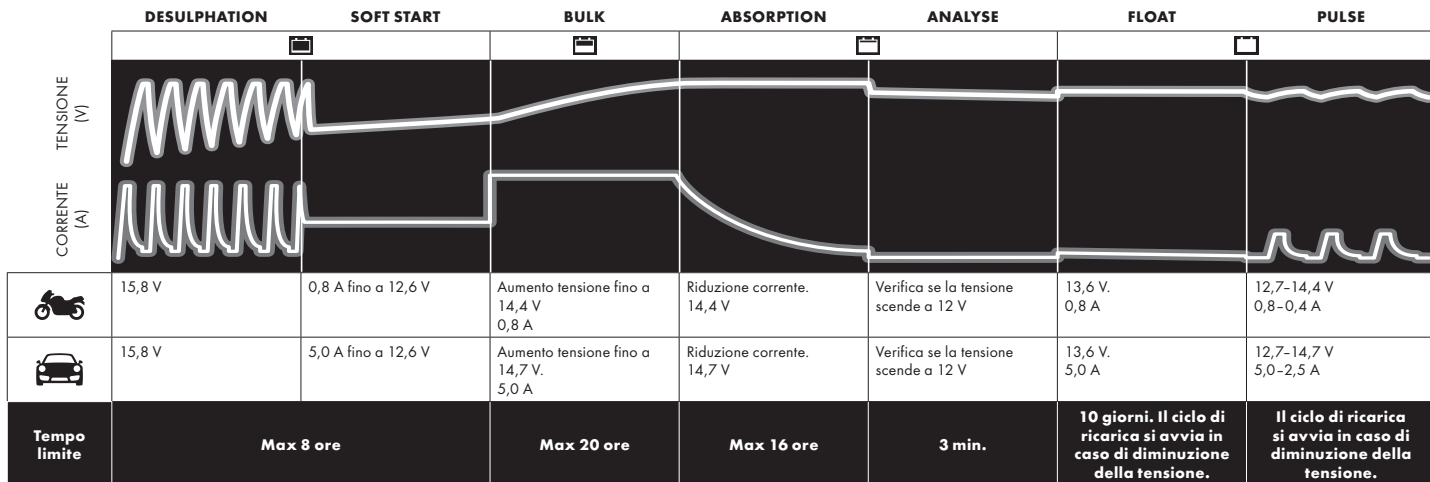 DESULPHATION SOFT START BULK ABSORPTION ANALYSE FLOAT PULSE
TENSIONE
(V)
CORRENTE
(A)
15,8 V
0,8 A fino a 12,6 V
Aumento tensione fino a
14,4 V
0,8 A
Riduzione corrente.
14,4 V
Verifica se la tensione
scende a 12 V
13,6 V.
0,8 A
12,7–14,4 V
0,8–0,4 A
15,8 V
5,0 A fino a 12,6 V
Aumento tensione fino a
14,7 V.
5,0 A
Riduzione corrente.
14,7 V
Verifica se la tensione
scende a 12 V
13,6 V.
5,0 A
12,7–14,7 V
5,0–2,5 A
Tempo
limite
Max 8 ore
Max 20 ore
Max 16 ore
3 min.
10 giorni. Il ciclo di
ricarica si avvia in
caso di diminuzione
della tensione.
Il ciclo di ricarica
si avvia in caso di
diminuzione della
tensione.